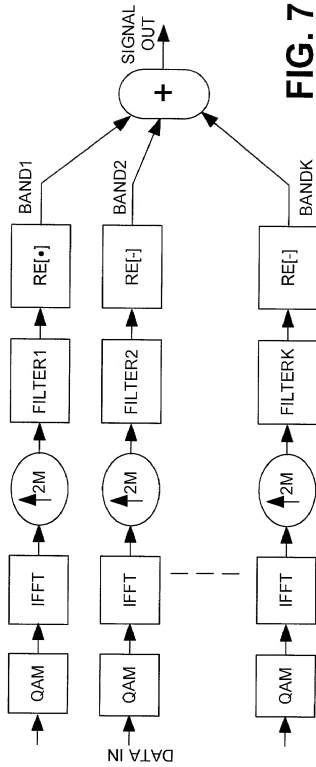 DATA IN
QAM
IFFT
2M
FILTER1
RE[•]
BAND1
QAM
IFFT
2M
FILTER2
RE[-]
BAND2
QAM
IFFT
2M
FILTERK
RE[-]
BANDK
+
SIGNAL
OUT
FIG. 7